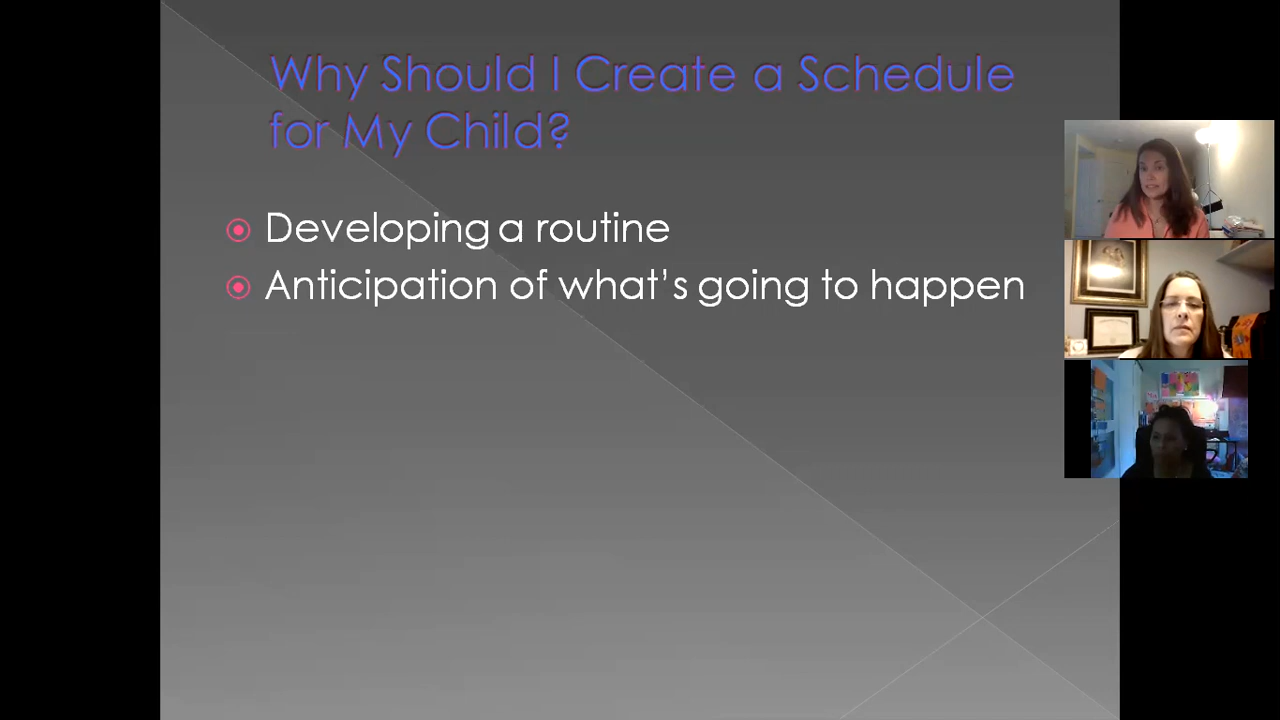 Why Should I Create a Schedule
for My Child?
Developing a routine
Anticipation of what's going to happen